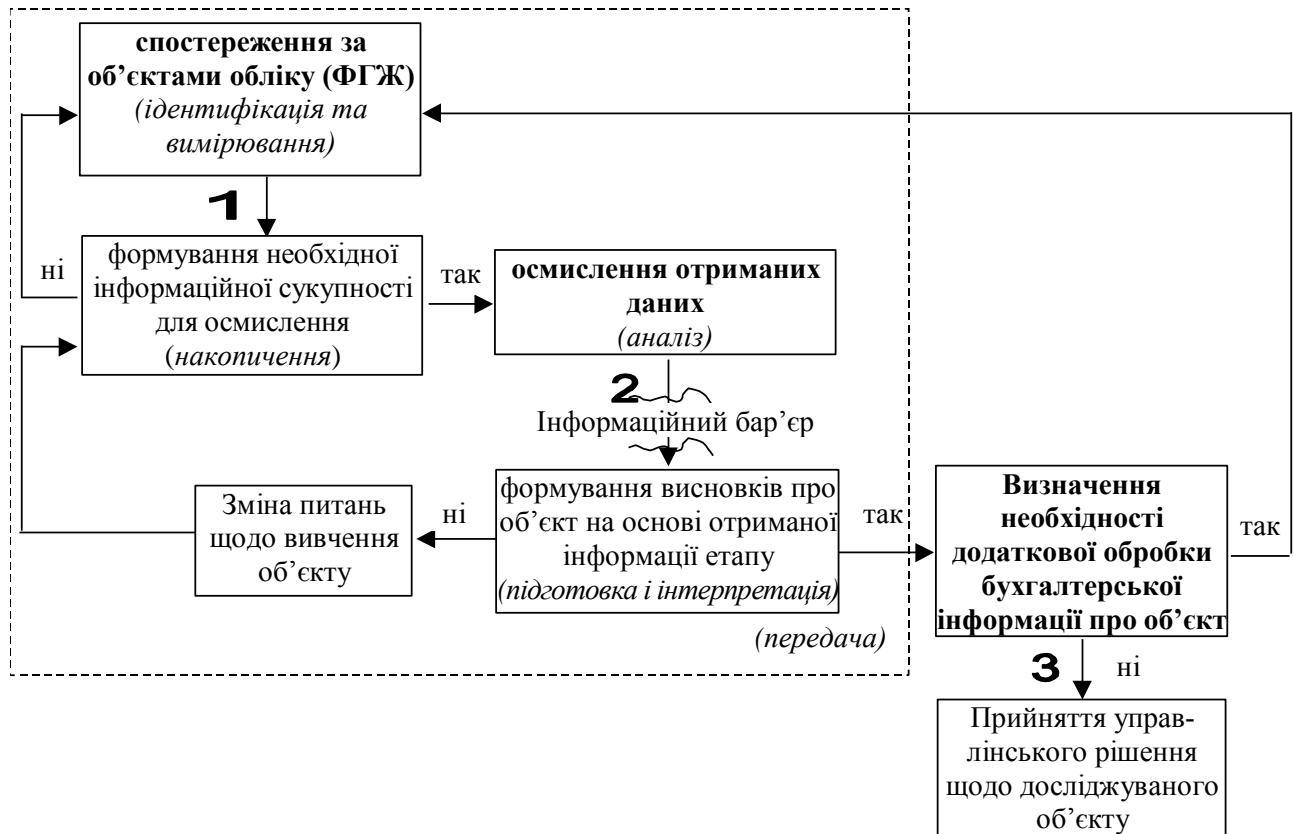 спостереження за
об’єктами обліку (ФГЖ)
(ідентифікація та
вимірювання)
1
ні
формування необхідної
інформаційної сукупності
для осмислення
(накопичення)
так
осмислення отриманих
даних
(аналіз)
2
Інформаційний бар’єр
Зміна питань
щодо вивчення
об’єкту
ні
формування висновків про
об’єкт на основі отриманої
інформації етапу
(підготовка і інтерпретація)
так
(передача)
Визначення
необхідності
додаткової обробки
бухгалтерської
інформації про об’єкт
так
3
ні
Прийняття управ-
лінського рішення
щодо досліджуваного
об’єкту